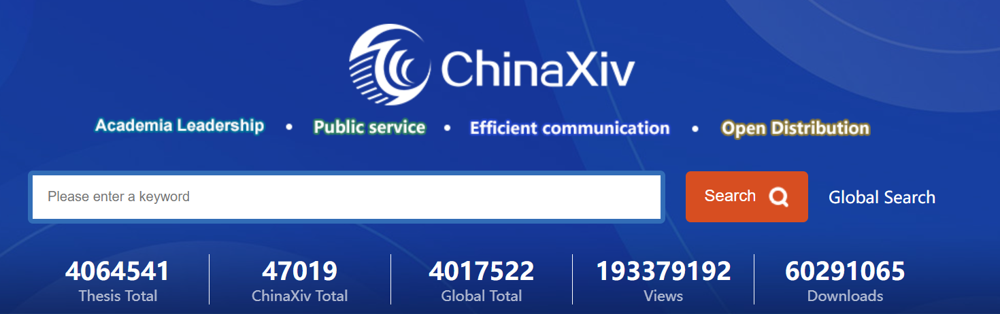 ChinaXiv
Academia Leadership • Public service • Efficient communication • Open Distribution
Please enter a keyword
Search
Global Search
4064541
Thesis Total
47019
ChinaXiv Total
4017522
Global Total
193379192
Views
60291065
Downloads